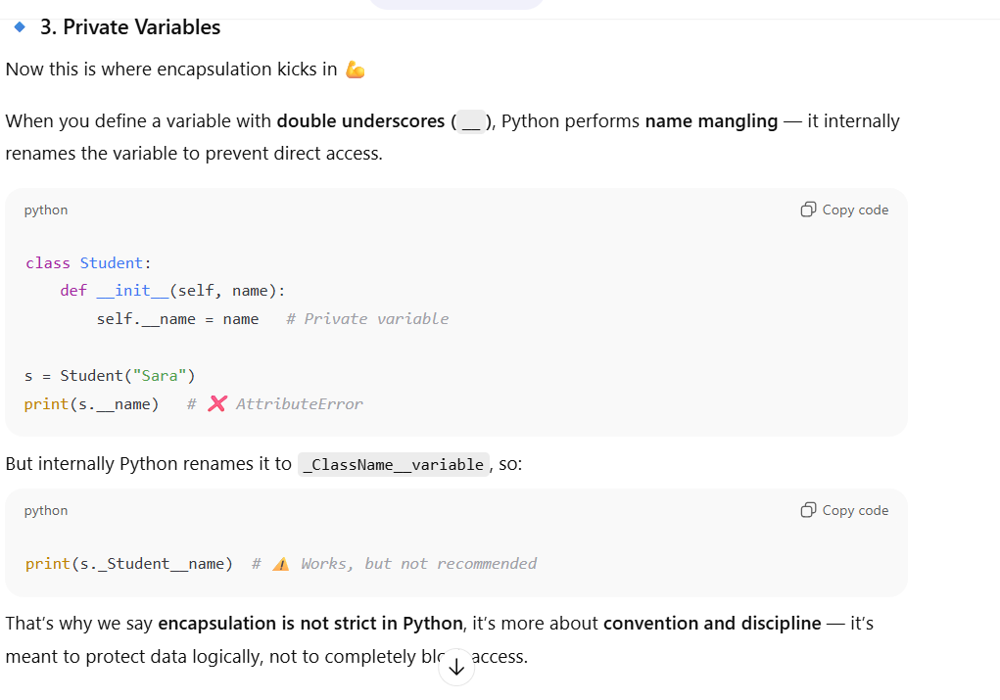 🔹 3. Private Variables
Now this is where encapsulation kicks in 💪
When you define a variable with double underscores (__), Python performs name mangling — it internally
renames the variable to prevent direct access.
python
Copy code
class Student:
    def __init__(self, name):
        self.__name = name   # Private variable
s = Student("Sara")
print(s.__name)   # ❌ AttributeError
But internally Python renames it to _ClassName__variable, so:
python
Copy code
print(s._Student__name)  # ⚠️ Works, but not recommended
That's why we say encapsulation is not strict in Python, it's more about convention and discipline — it's
meant to protect data logically, not to completely access.